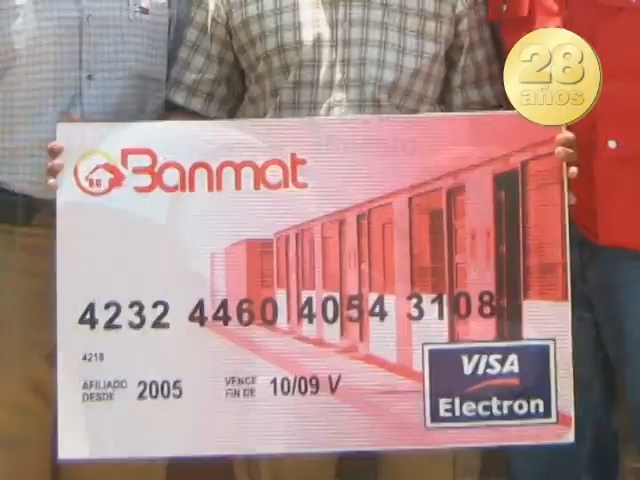 28
años
Banmat
4232 4460 4054 3108
4218
AFILIADO
DESDE 2005
VENCE
FIN DE 10/09 V
VISA
Electron